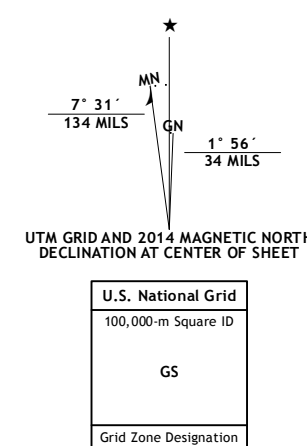 ★
MN
7° 31´
134 MILS
GN
1° 56´
34 MILS
UTM GRID AND 2014 MAGNETIC NORTH
DECLINATION AT CENTER OF SHEET
U.S. National Grid
100,000-m Square ID
GS
Grid Zone Designation